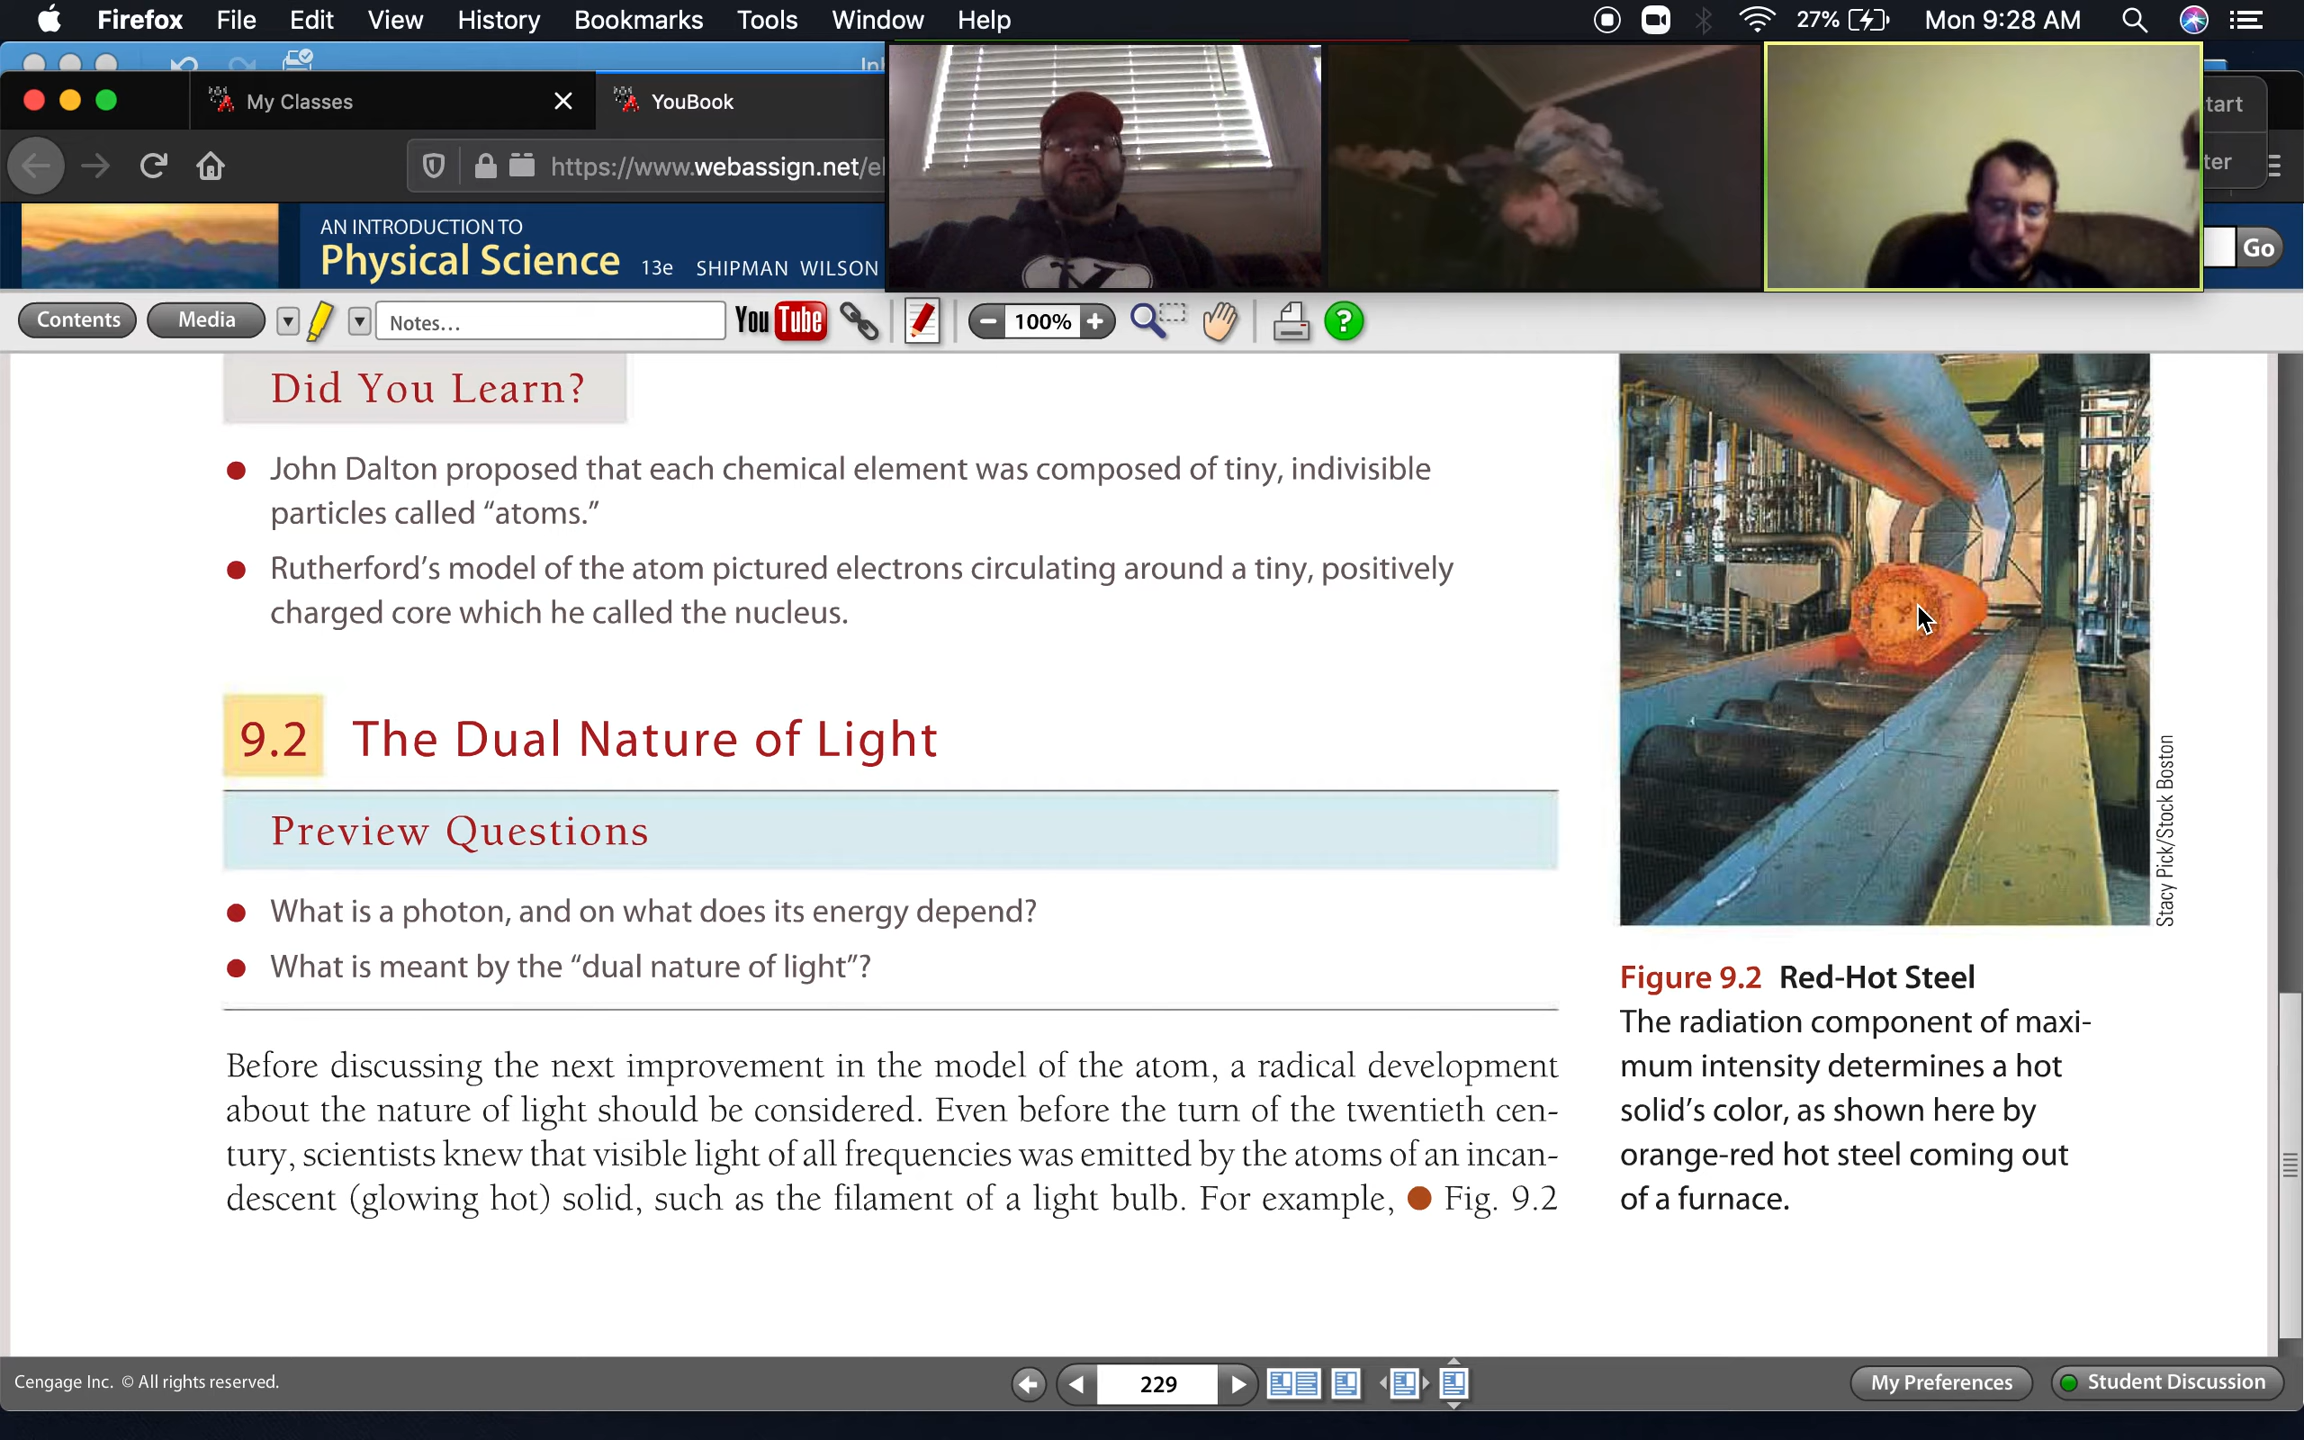 Firefox File Edit View History Bookmarks Tools Window Help 27% Mon 9:28 AM
My Classes YouBook
tart
https://www.webassign.net/el
ter
AN INTRODUCTION TO
Physical Science 13e SHIPMAN WILSON
Go
Contents Media Notes... YouTube 100% ?
Did You Learn?
John Dalton proposed that each chemical element was composed of tiny, indivisible
particles called “atoms.”
Rutherford’s model of the atom pictured electrons circulating around a tiny, positively
charged core which he called the nucleus.
9.2 The Dual Nature of Light
Preview Questions
What is a photon, and on what does its energy depend?
What is meant by the “dual nature of light”?
Before discussing the next improvement in the model of the atom, a radical development
about the nature of light should be considered. Even before the turn of the twentieth cen-
tury, scientists knew that visible light of all frequencies was emitted by the atoms of an incan-
descent (glowing hot) solid, such as the filament of a light bulb. For example, ● Fig. 9.2
Stacy Pick/Stock Boston
Figure 9.2 Red-Hot Steel
The radiation component of maxi-
mum intensity determines a hot
solid’s color, as shown here by
orange-red hot steel coming out
of a furnace.
Cengage Inc. © All rights reserved. 229 My Preferences Student Discussion